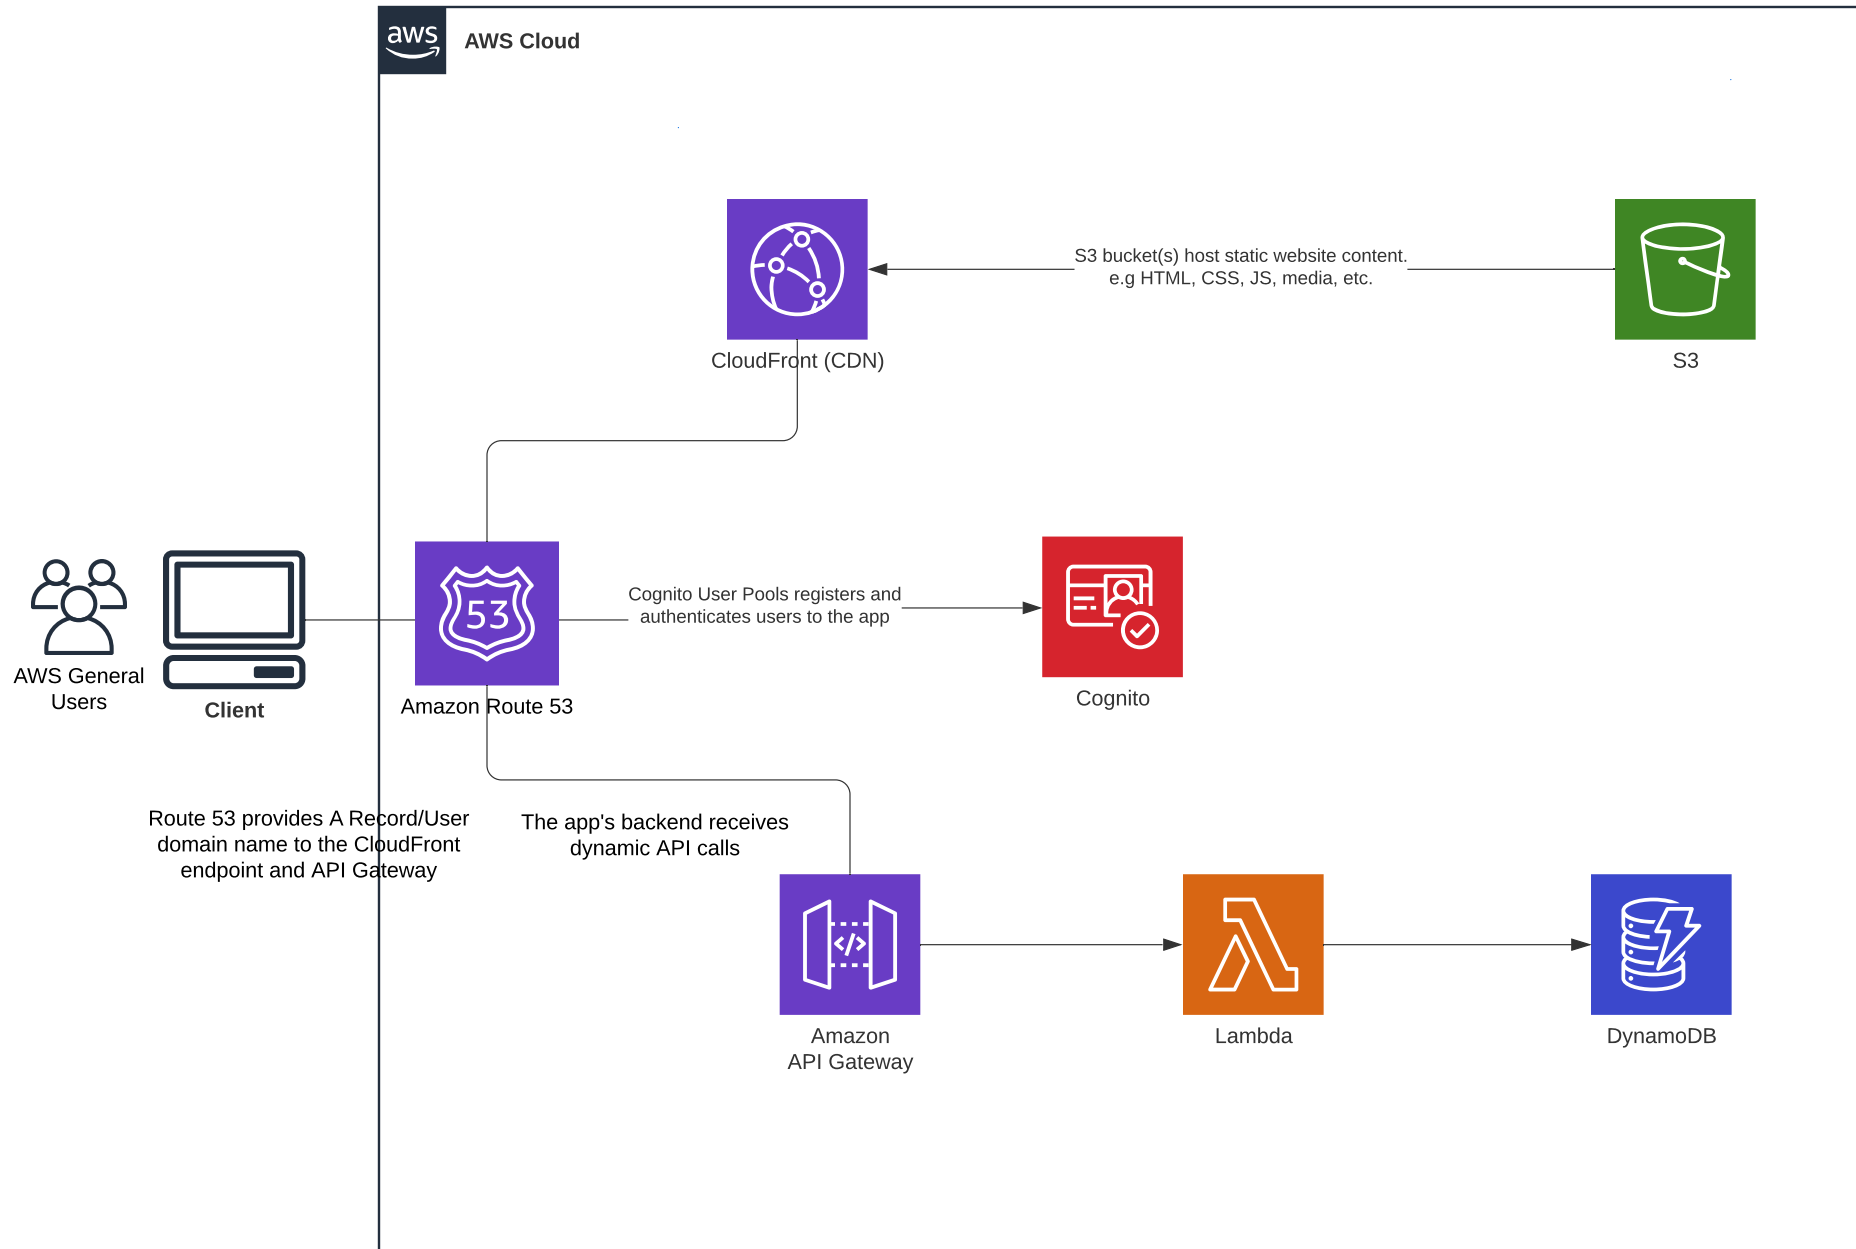 aws
AWS Cloud
S3 bucket(s) host static website content.
e.g HTML, CSS, JS, media, etc.
CloudFront (CDN)
S3
53
Cognito User Pools registers and
authenticates users to the app
AWS General
Users
Client
Amazon Route 53
Cognito
Route 53 provides A Record/User
domain name to the CloudFront
endpoint and API Gateway
The app's backend receives
dynamic API calls
</>
Amazon
API Gateway
Lambda
DynamoDB